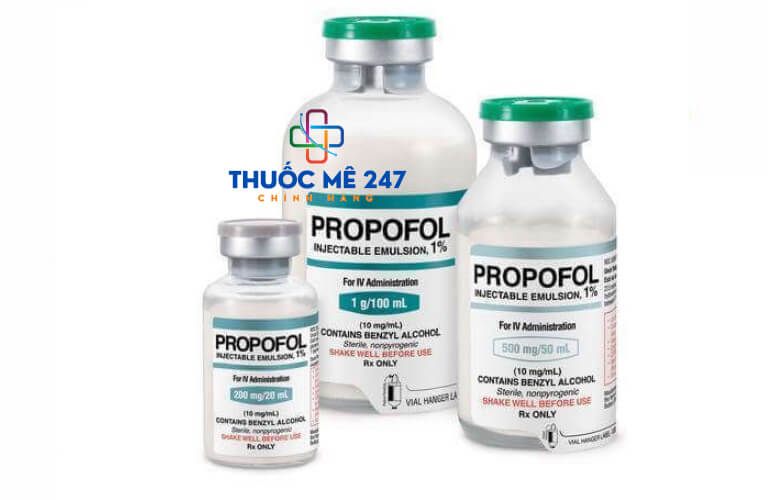 THUỐC MÊ 247
CHÍNH HÃNG
PROPOFOL
INJECTABLE EMULSION, 1%
For IV Administration
1 g/100 mL
(10 mg/mL)
CONTAINS BENZYL ALCOHOL
Sterile, nonpyrogenic
SHAKE WELL BEFORE USE
Rx ONLY
VIAL HANGER LABEL
PROPOFOL
INJECTABLE EMULSION, 1%
For IV Administration
500 mg/50 mL
(10 mg/mL)
CONTAINS BENZYL ALCOHOL
Sterile, nonpyrogenic
SHAKE WELL BEFORE USE
Rx ONLY
VIAL HANGER LABEL
PROPOFOL
INJECTABLE EMULSION, 1%
For IV Administration
200 mg/20 mL
(10 mg/mL)
CONTAINS BENZYL ALCOHOL
Sterile, nonpyrogenic
SHAKE WELL BEFORE USE
Rx ONLY